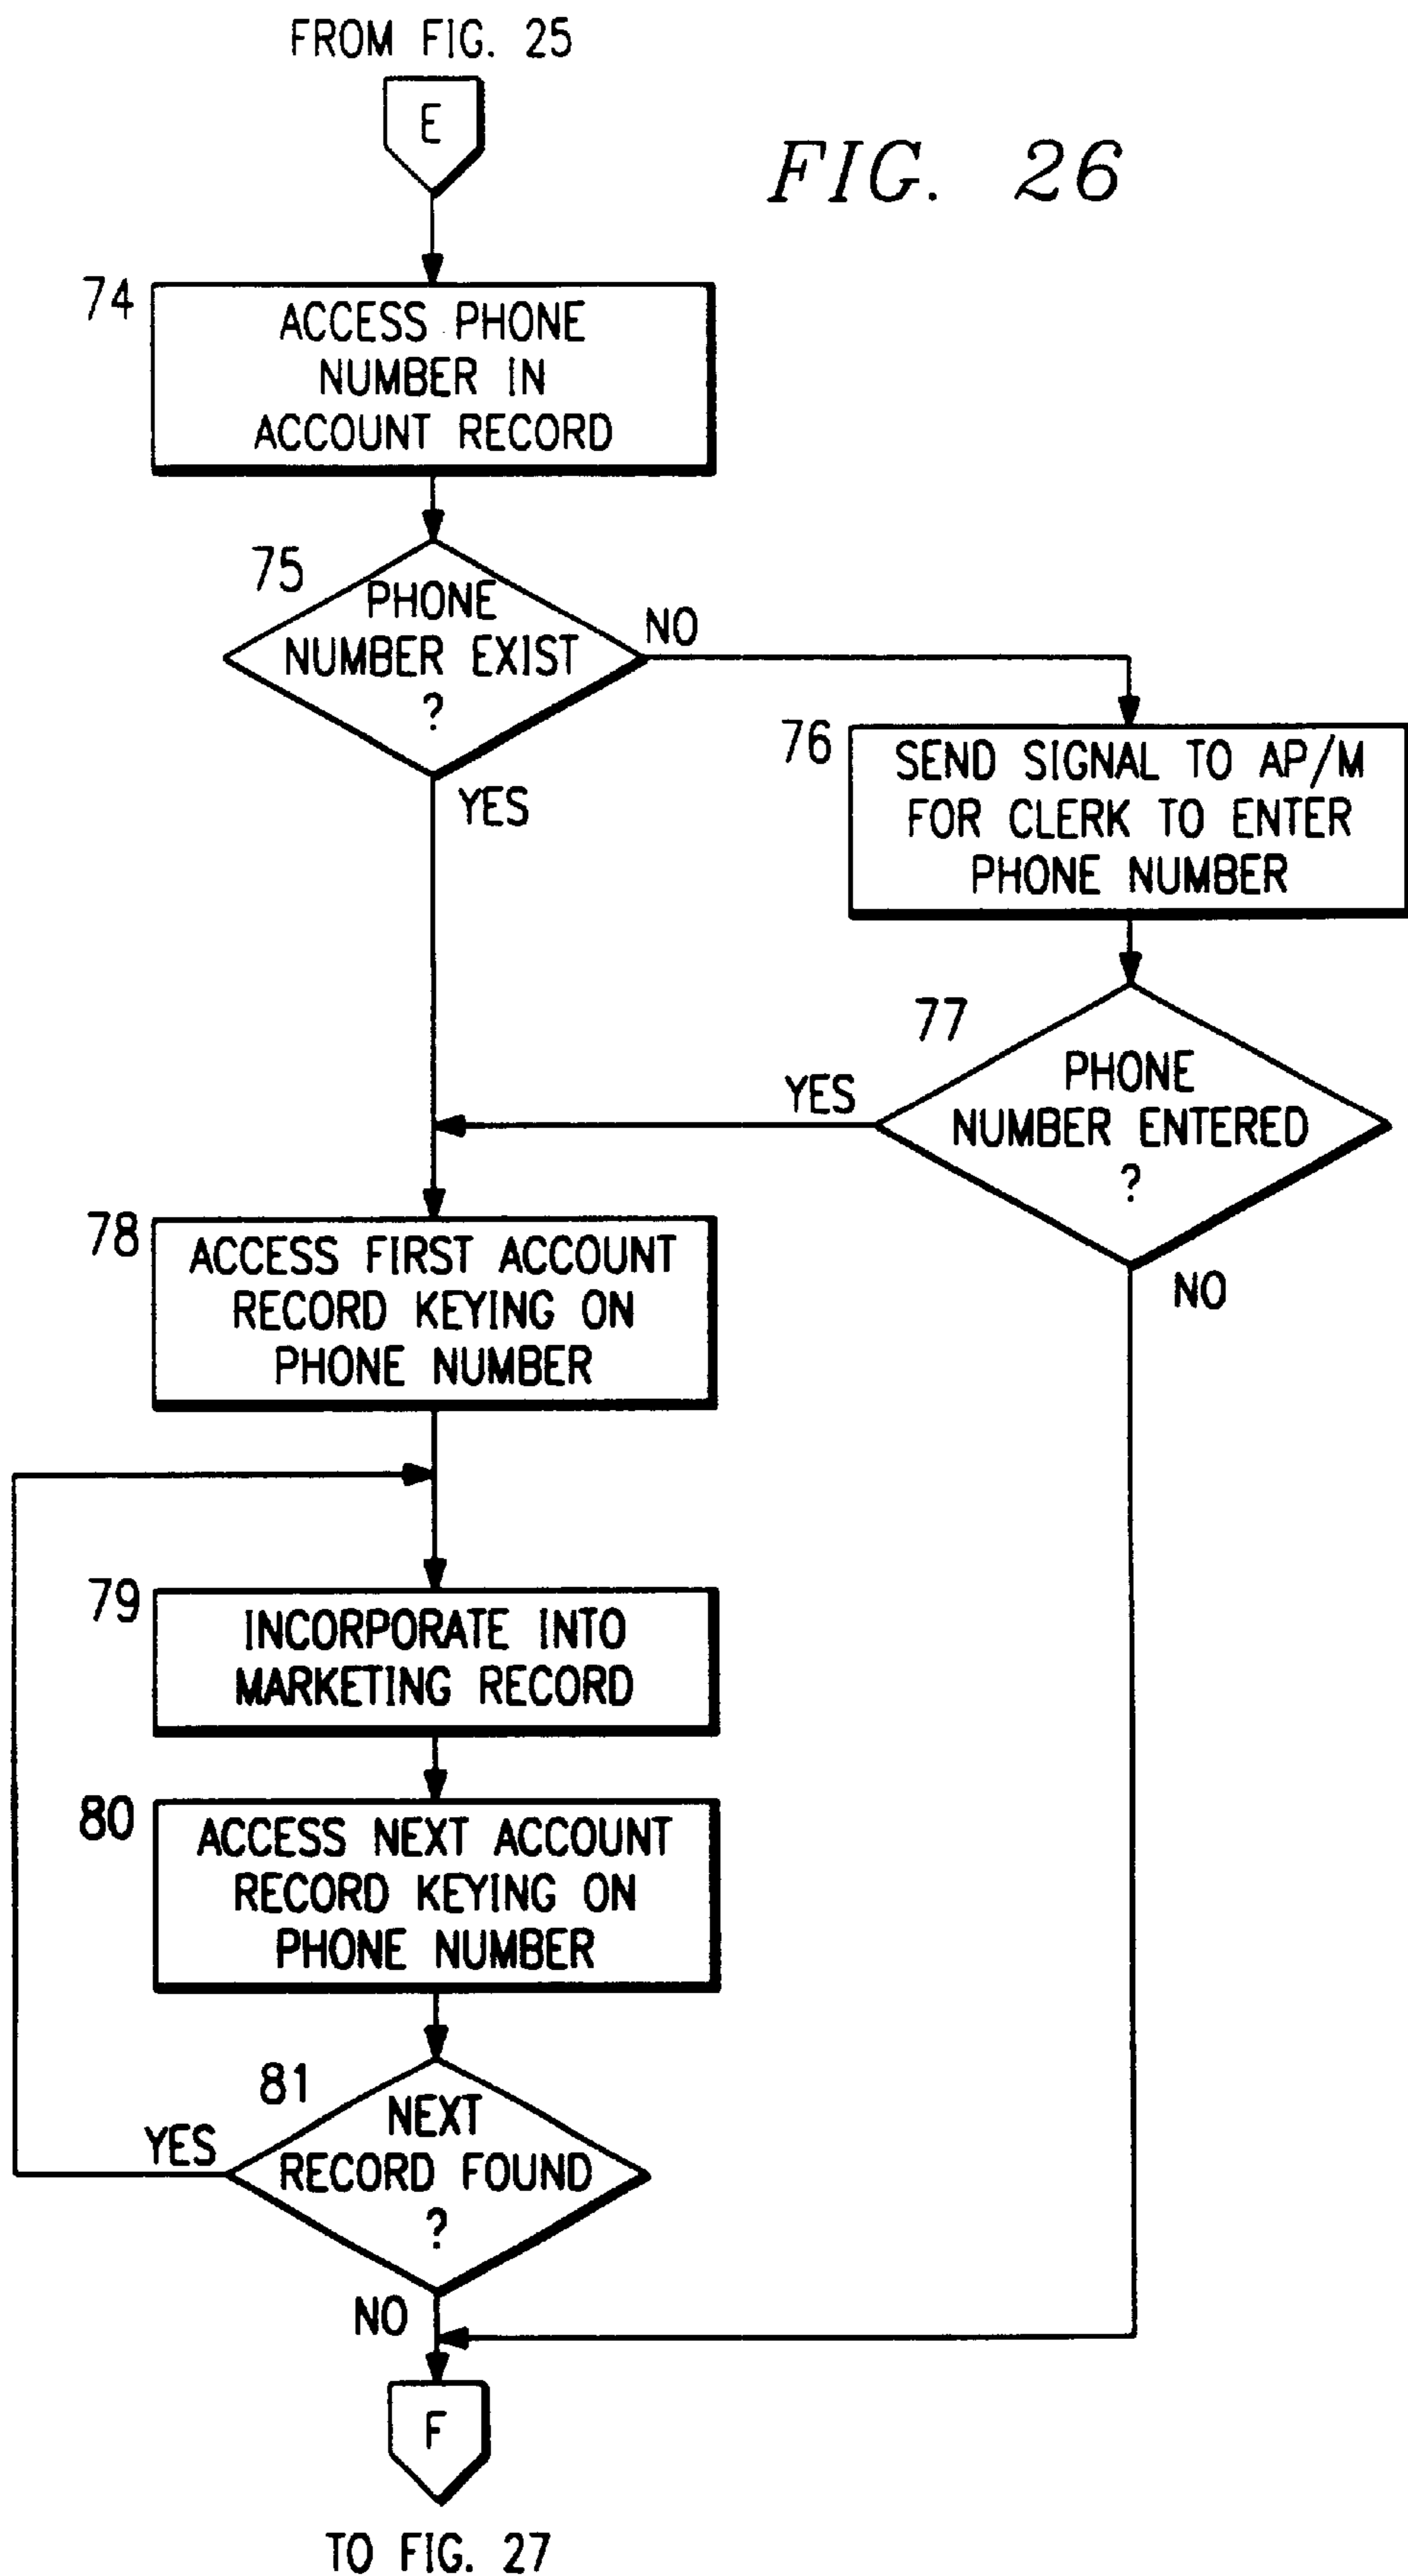 FROM FIG. 25
E
FIG. 26
74
ACCESS PHONE
NUMBER IN
ACCOUNT RECORD
75
PHONE
NUMBER EXIST
?
NO
YES
76
SEND SIGNAL TO AP/M
FOR CLERK TO ENTER
PHONE NUMBER
77
PHONE
NUMBER ENTERED
?
YES
NO
78
ACCESS FIRST ACCOUNT
RECORD KEYING ON
PHONE NUMBER
79
INCORPORATE INTO
MARKETING RECORD
80
ACCESS NEXT ACCOUNT
RECORD KEYING ON
PHONE NUMBER
81
NEXT
RECORD FOUND
?
YES
NO
F
TO FIG. 27